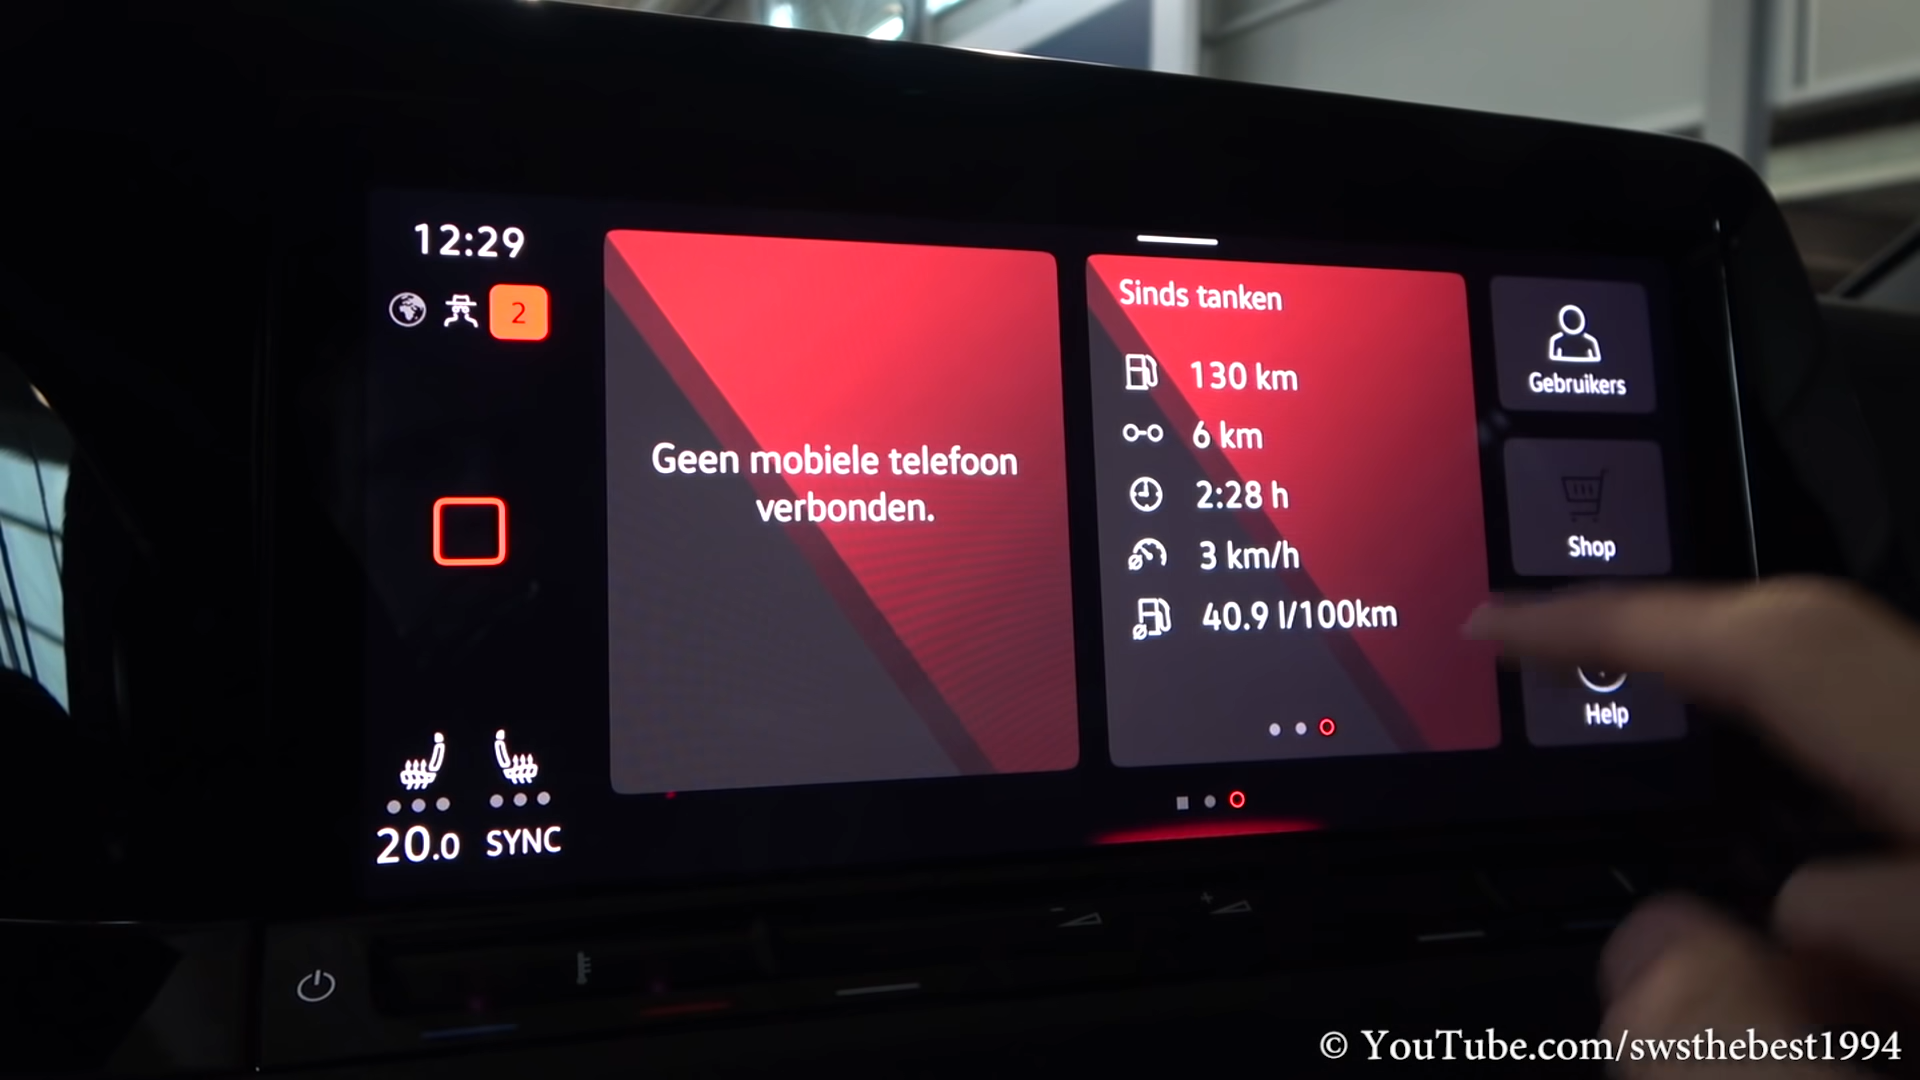 12:29
2
20.0 SYNC
Geen mobiele telefoon
verbonden.
Sinds tanken
130 km
6 km
2:28 h
3 km/h
40.9 l/100km
Gebruikers
Shop
Help
© YouTube.com/swsthebest1994